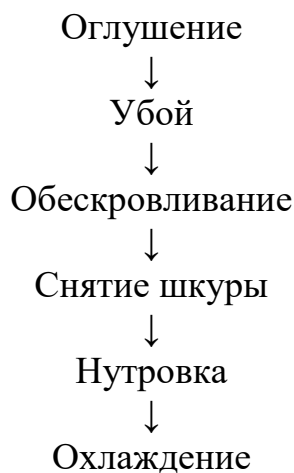 Оглушение
↓
Убой
↓
Обескровливание
↓
Снятие шкуры
↓
Нутровка
↓
Охлаждение